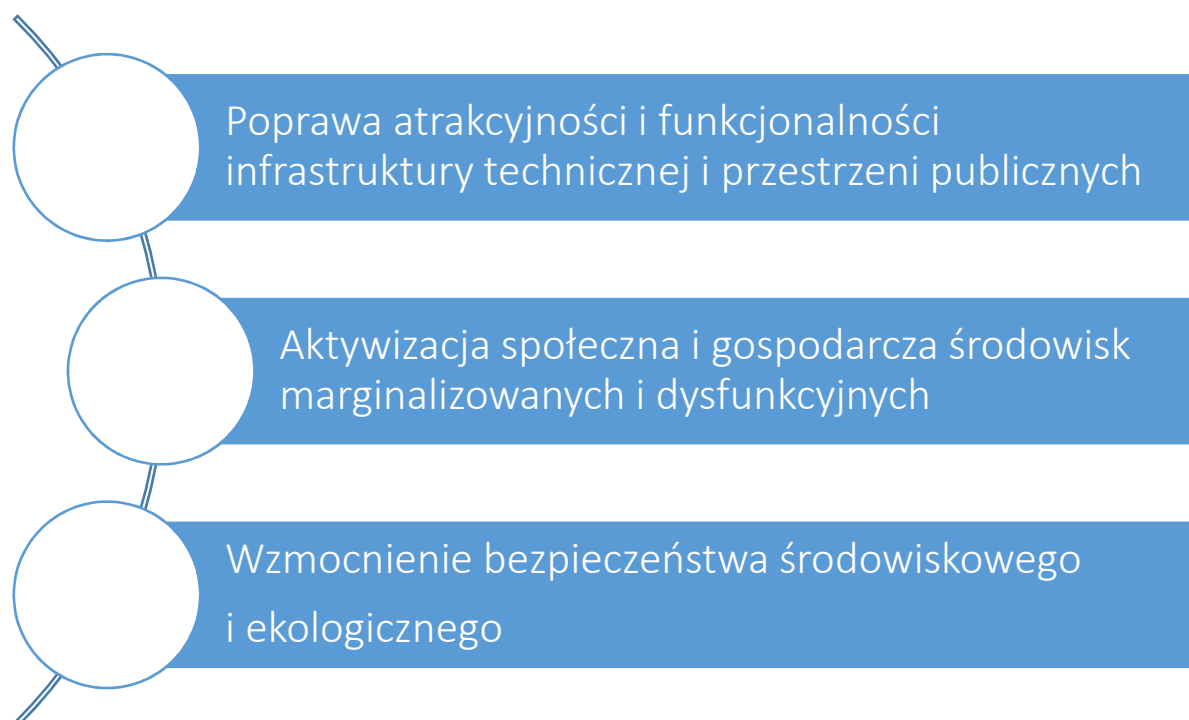 Poprawa atrakcyjności i funkcjonalności
infrastruktury technicznej i przestrzeni publicznych
Aktywizacja społeczna i gospodarcza środowisk
marginalizowanych i dysfunkcyjnych
Wzmocnienie bezpieczeństwa środowiskowego
i ekologicznego